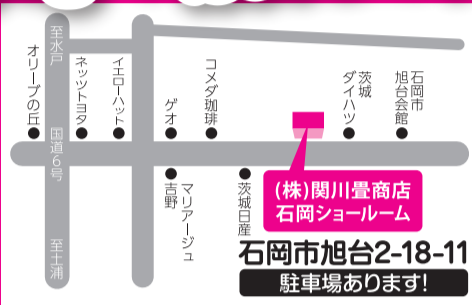 至水戸
国道6号
至土浦
オリーブの丘
ネッツトヨタ
イエローハット
ゲオ
コメダ珈琲
茨城
ダイハツ
石岡市
旭台会館
マリアージュ
吉野
茨城日産
(株)関川畳商店
石岡ショールーム
石岡市旭台2-18-11
駐車場あります!